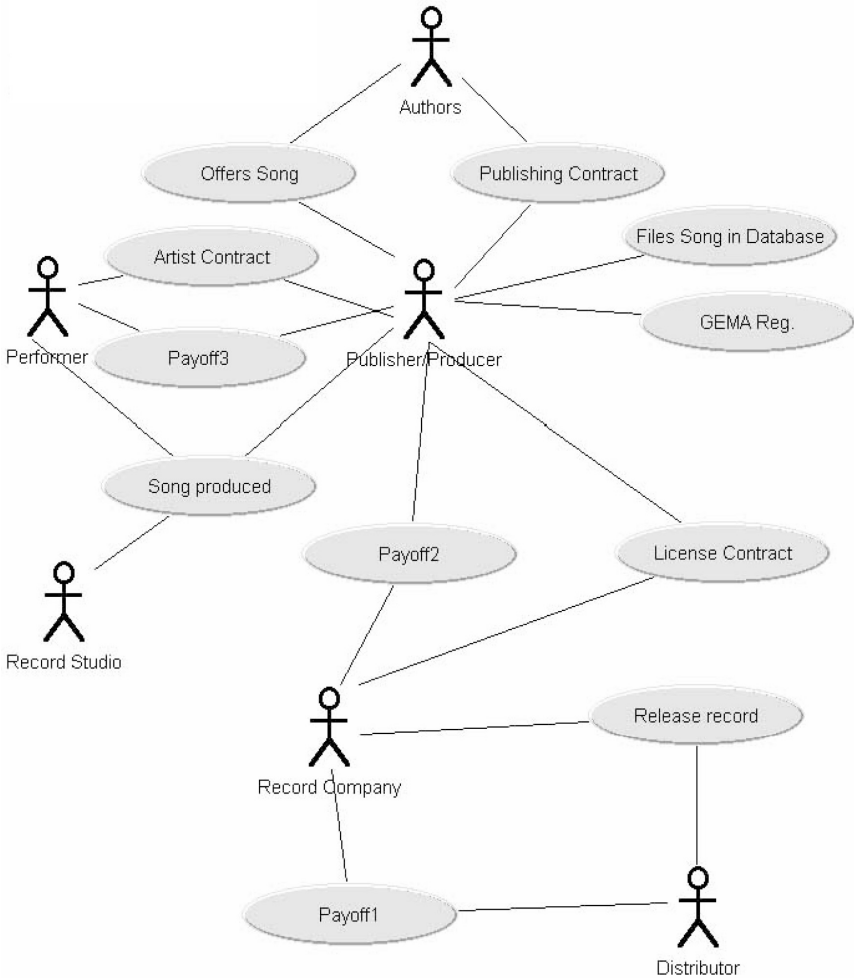 Authors
Offers Song
Publishing Contract
Artist Contract
Files Song in Database
GEMA Reg.
Performer
Payoff3
Publisher/Producer
Song produced
Payoff2
License Contract
Record Studio
Release record
Record Company
Payoff1
Distributor